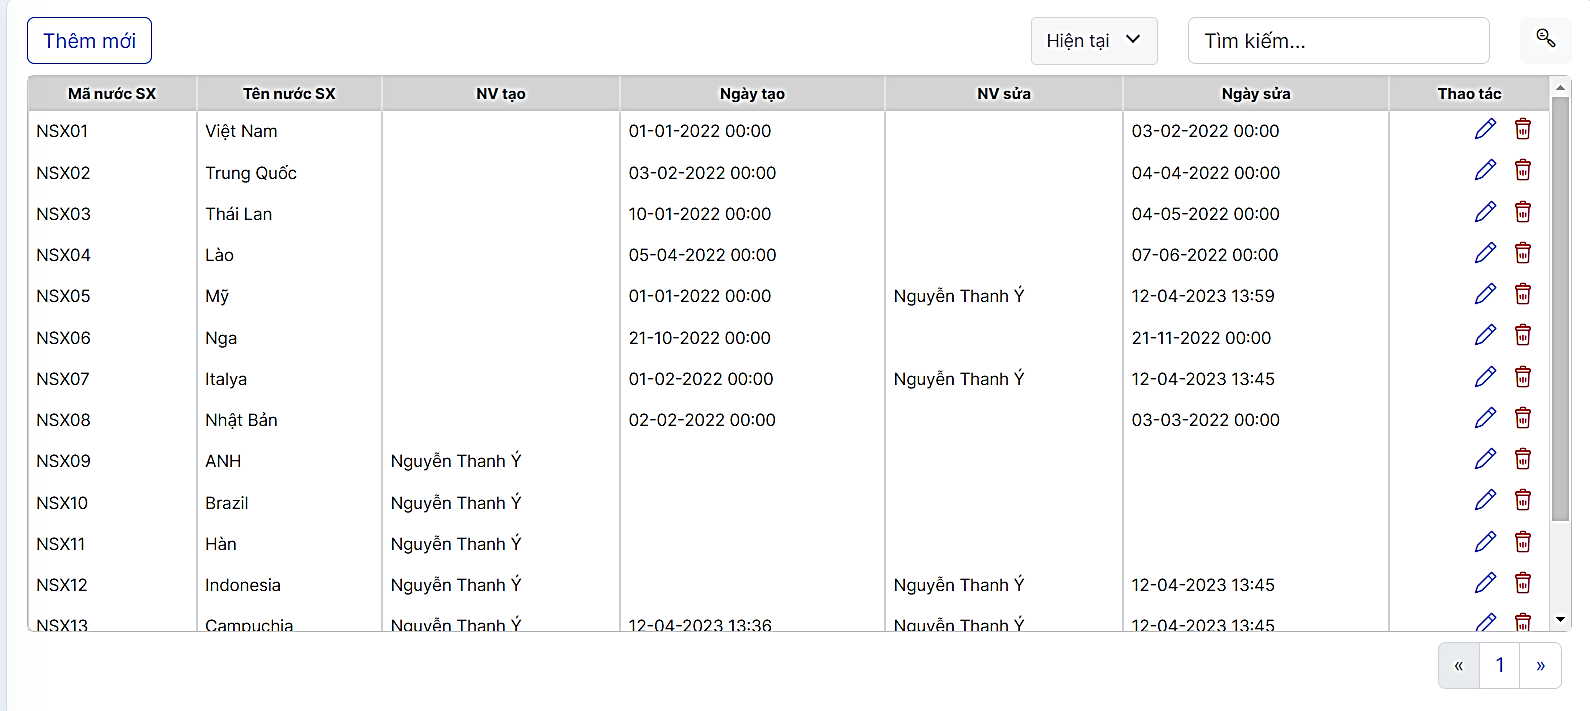 Thêm mới Hiện tại Tìm kiếm...
Mã nước SX Tên nước SX NV tạo Ngày tạo NV sửa Ngày sửa Thao tác
NSX01 Việt Nam 01-01-2022 00:00 03-02-2022 00:00
NSX02 Trung Quốc 03-02-2022 00:00 04-04-2022 00:00
NSX03 Thái Lan 10-01-2022 00:00 04-05-2022 00:00
NSX04 Lào 05-04-2022 00:00 07-06-2022 00:00
NSX05 Mỹ 01-01-2022 00:00 Nguyễn Thanh Ý 12-04-2023 13:59
NSX06 Nga 21-10-2022 00:00 21-11-2022 00:00
NSX07 Italya 01-02-2022 00:00 Nguyễn Thanh Ý 12-04-2023 13:45
NSX08 Nhật Bản 02-02-2022 00:00 03-03-2022 00:00
NSX09 ANH Nguyễn Thanh Ý
NSX10 Brazil Nguyễn Thanh Ý
NSX11 Hàn Nguyễn Thanh Ý
NSX12 Indonesia Nguyễn Thanh Ý Nguyễn Thanh Ý 12-04-2023 13:45
NSX13 Campuchia Nguyễn Thanh Ý 12-04-2023 13:36 Nguyễn Thanh Ý 12-04-2023 13:45
« 1 »